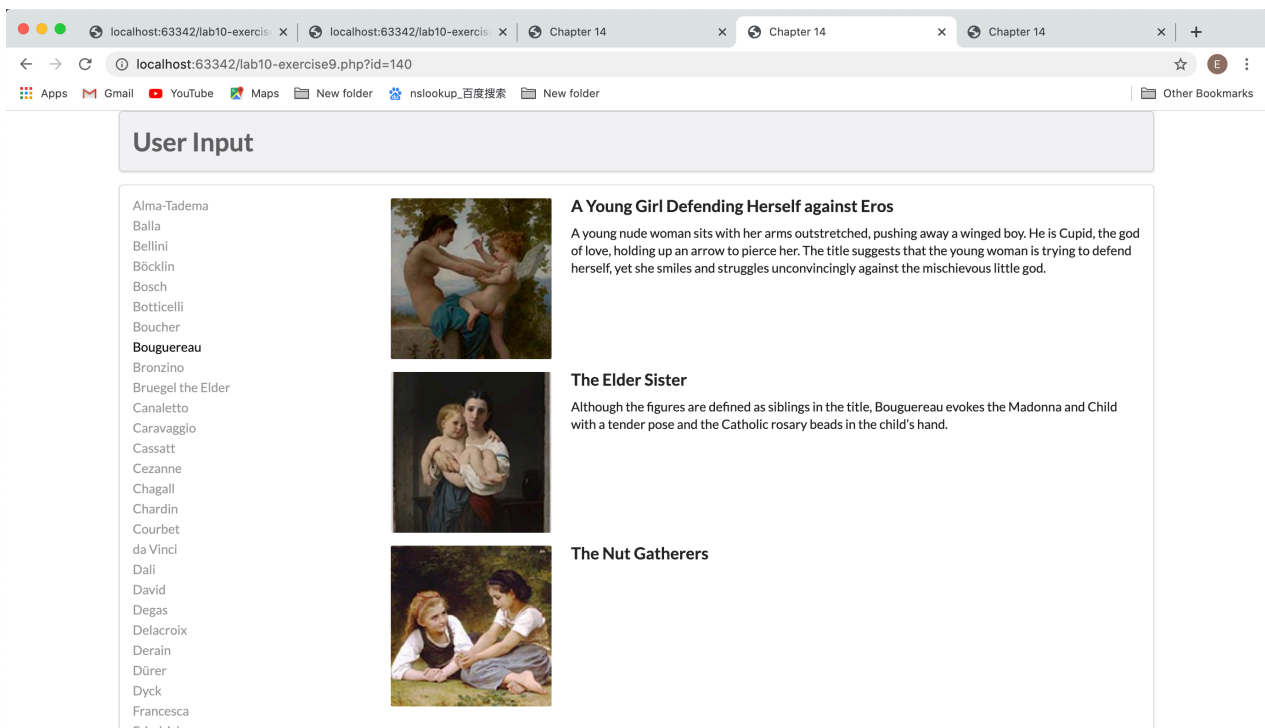 localhost:63342/lab10-exercis
localhost:63342/lab10-exercis
Chapter 14
Chapter 14
Chapter 14
localhost:63342/lab10-exercise9.php?id=140
E
Apps
Gmail
YouTube
Maps
New folder
nslookup_百度搜索
New folder
Other Bookmarks
User Input
Alma-Tadema
Balla
Bellini
Böcklin
Bosch
Botticelli
Boucher
Bouguereau
Bronzino
Bruegel the Elder
Canaletto
Caravaggio
Cassatt
Cezanne
Chagall
Chardin
Courbet
da Vinci
Dali
David
Degas
Delacroix
Derain
Dürer
Dyck
Francesca
A Young Girl Defending Herself against Eros
A young nude woman sits with her arms outstretched, pushing away a winged boy. He is Cupid, the god
of love, holding up an arrow to pierce her. The title suggests that the young woman is trying to defend
herself, yet she smiles and struggles unconvincingly against the mischievous little god.
The Elder Sister
Although the figures are defined as siblings in the title, Bouguereau evokes the Madonna and Child
with a tender pose and the Catholic rosary beads in the child's hand.
The Nut Gatherers